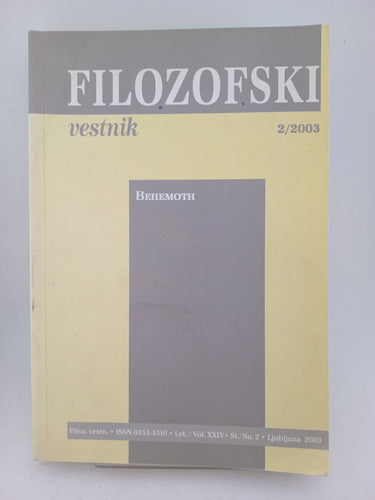 FILOZOFSKI
vestnik 2/2003
BEHEMOTH
Filoz. vestn. • ISSN 0353-4510 • Let. / Vol. XXIV • Št. / No. 2 • Ljubljana 2003